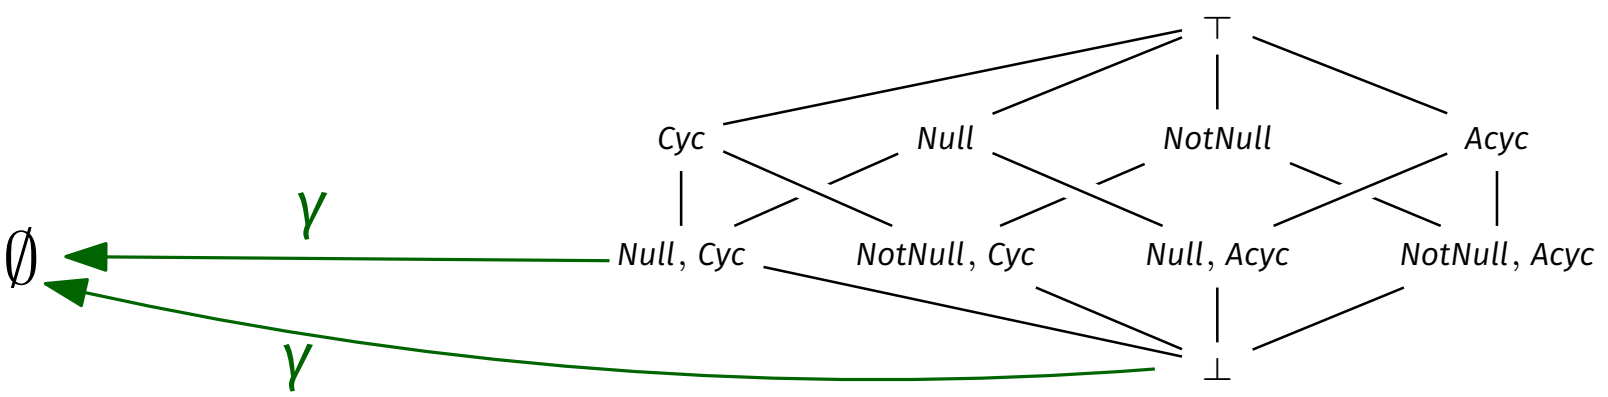 ⊤
Cyc Null NotNull Acyc
γ
∅ Null, Cyc NotNull, Cyc Null, Acyc NotNull, Acyc
γ
⊥